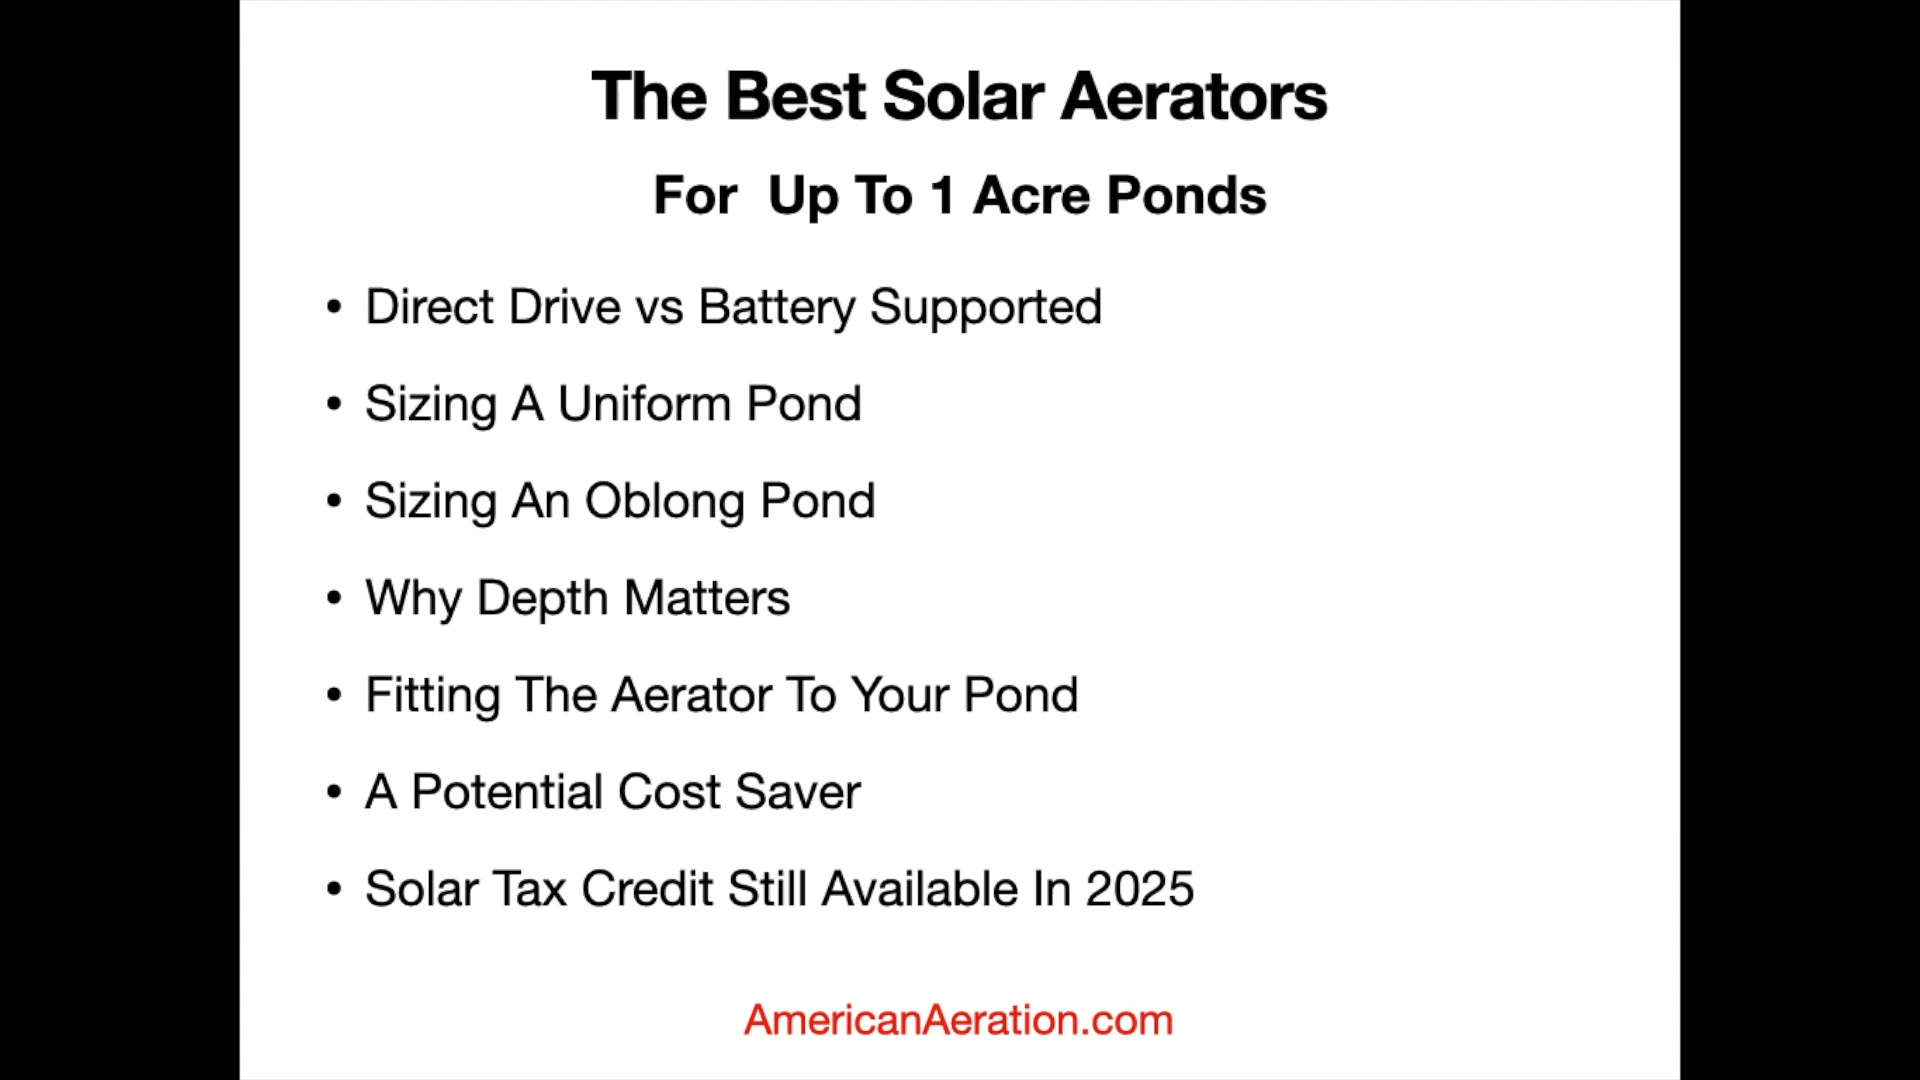 The Best Solar Aerators
For  Up To 1 Acre Ponds
• Direct Drive vs Battery Supported
• Sizing A Uniform Pond
• Sizing An Oblong Pond
• Why Depth Matters
• Fitting The Aerator To Your Pond
• A Potential Cost Saver
• Solar Tax Credit Still Available In 2025
AmericanAeration.com